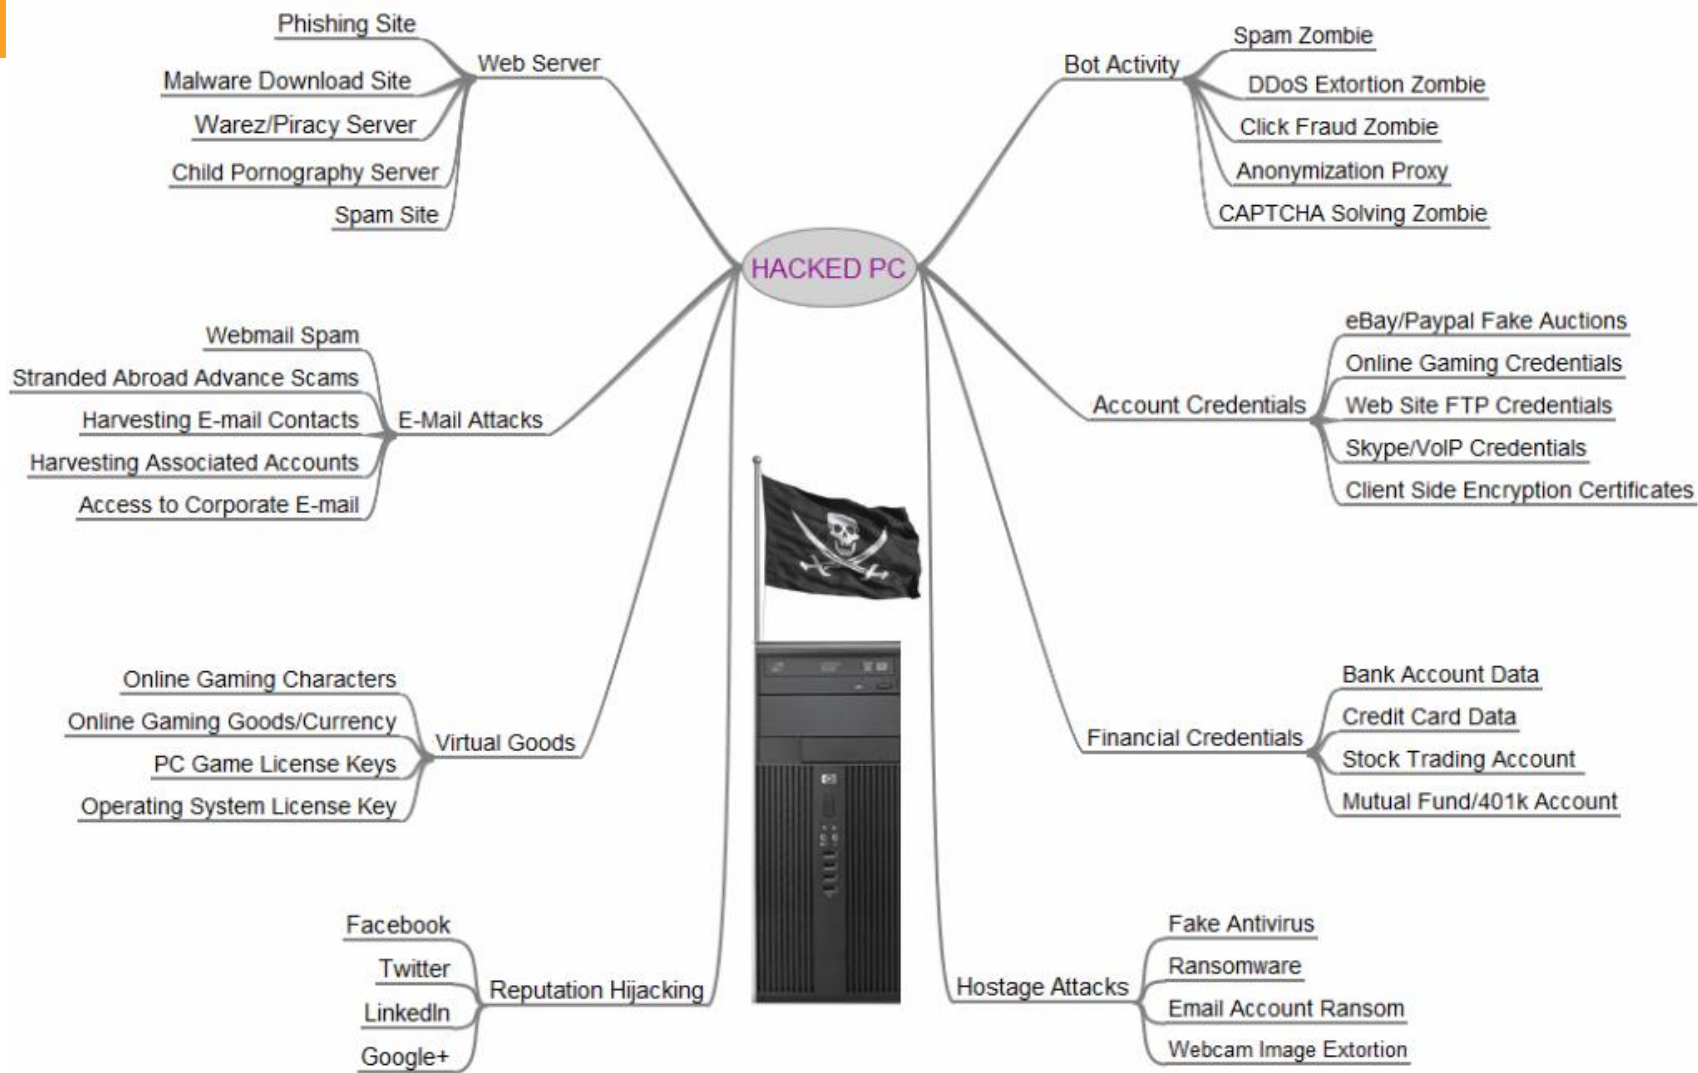 Phishing Site
Malware Download Site
Warez/Piracy Server
Child Pornography Server
Spam Site
Web Server
Webmail Spam
Stranded Abroad Advance Scams
Harvesting E-mail Contacts
Harvesting Associated Accounts
Access to Corporate E-mail
E-Mail Attacks
Online Gaming Characters
Online Gaming Goods/Currency
PC Game License Keys
Operating System License Key
Virtual Goods
Facebook
Twitter
LinkedIn
Google+
Reputation Hijacking
HACKED PC
Bot Activity
Spam Zombie
DDoS Extortion Zombie
Click Fraud Zombie
Anonymization Proxy
CAPTCHA Solving Zombie
Account Credentials
eBay/Paypal Fake Auctions
Online Gaming Credentials
Web Site FTP Credentials
Skype/VoIP Credentials
Client Side Encryption Certificates
Financial Credentials
Bank Account Data
Credit Card Data
Stock Trading Account
Mutual Fund/401k Account
Hostage Attacks
Fake Antivirus
Ransomware
Email Account Ransom
Webcam Image Extortion